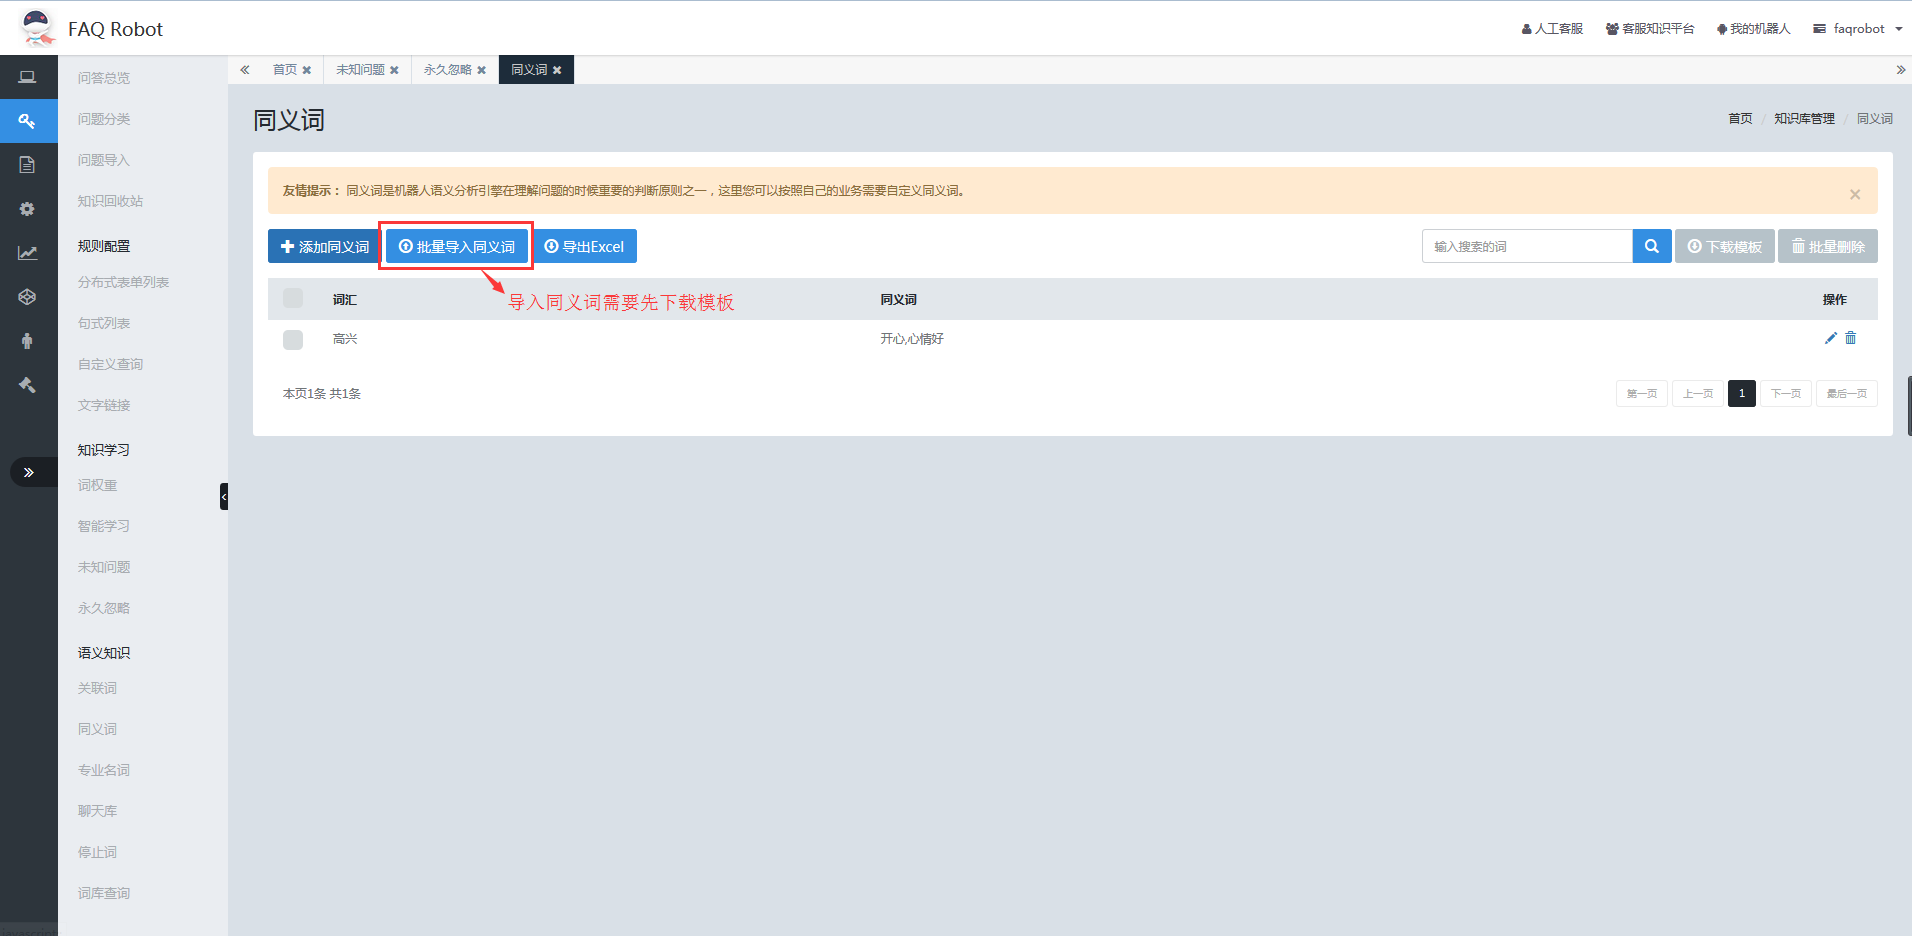 FAQ Robot
人工客服 客服知识平台 我的机器人 faqrobot
首页 未知问题 永久忽略 同义词
问答总览
问题分类
问题导入
知识回收站
规则配置
分布式表单列表
句式列表
自定义查询
文字链接
知识学习
词权重
智能学习
未知问题
永久忽略
语义知识
关联词
同义词
专业名词
聊天库
停止词
词库查询
同义词
首页 / 知识库管理 / 同义词
友情提示： 同义词是机器人语义分析引擎在理解问题的时候重要的判断原则之一，这里您可以按照自己的业务需要自定义同义词。
×
添加同义词 批量导入同义词 导出Excel 输入搜索的词 下载模板 批量删除
导入同义词需要先下载模板
词汇 同义词 操作
高兴 开心,心情好
本页1条 共1条
第一页 上一页 1 下一页 最后一页